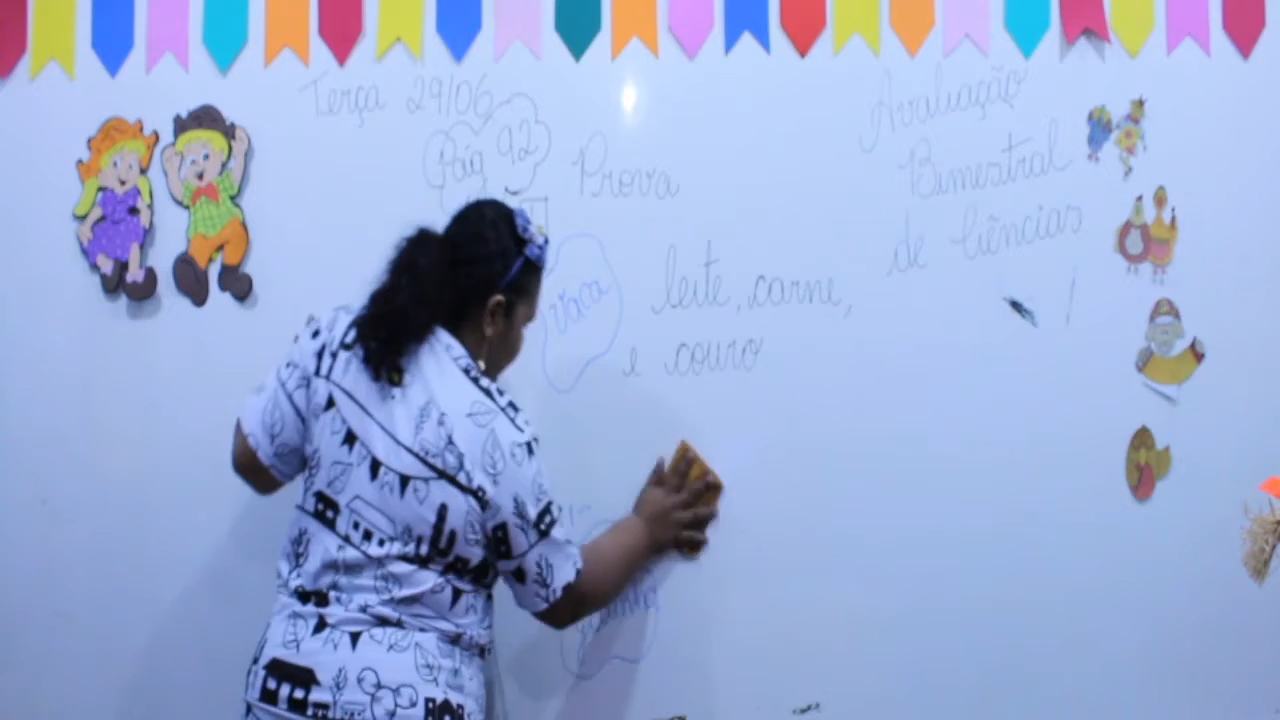 Terça 29/06
Pág 92
Prova
Avaliação
Bimestral
de Ciências
vaca
leite, carne,
e couro